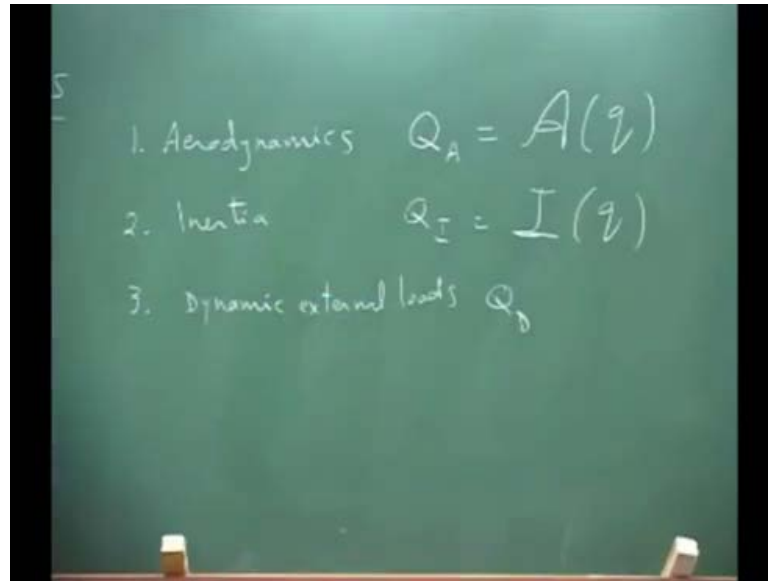 5
1. Aerodynamics Q_A = A(q)
2. Inertia Q_I = I(q)
3. Dynamic external loads Q_D